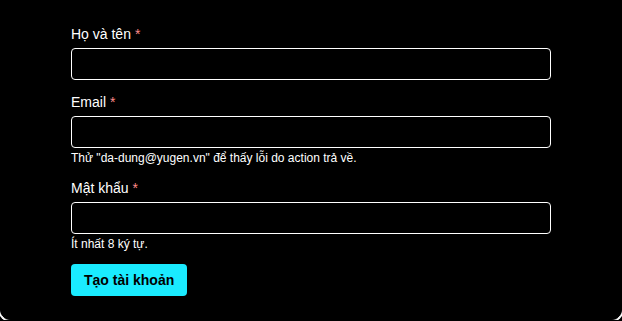 Họ và tên *
Email *
Thử "da-dung@yugen.vn" để thấy lỗi do action trả về.
Mật khẩu *
Ít nhất 8 ký tự.
Tạo tài khoản